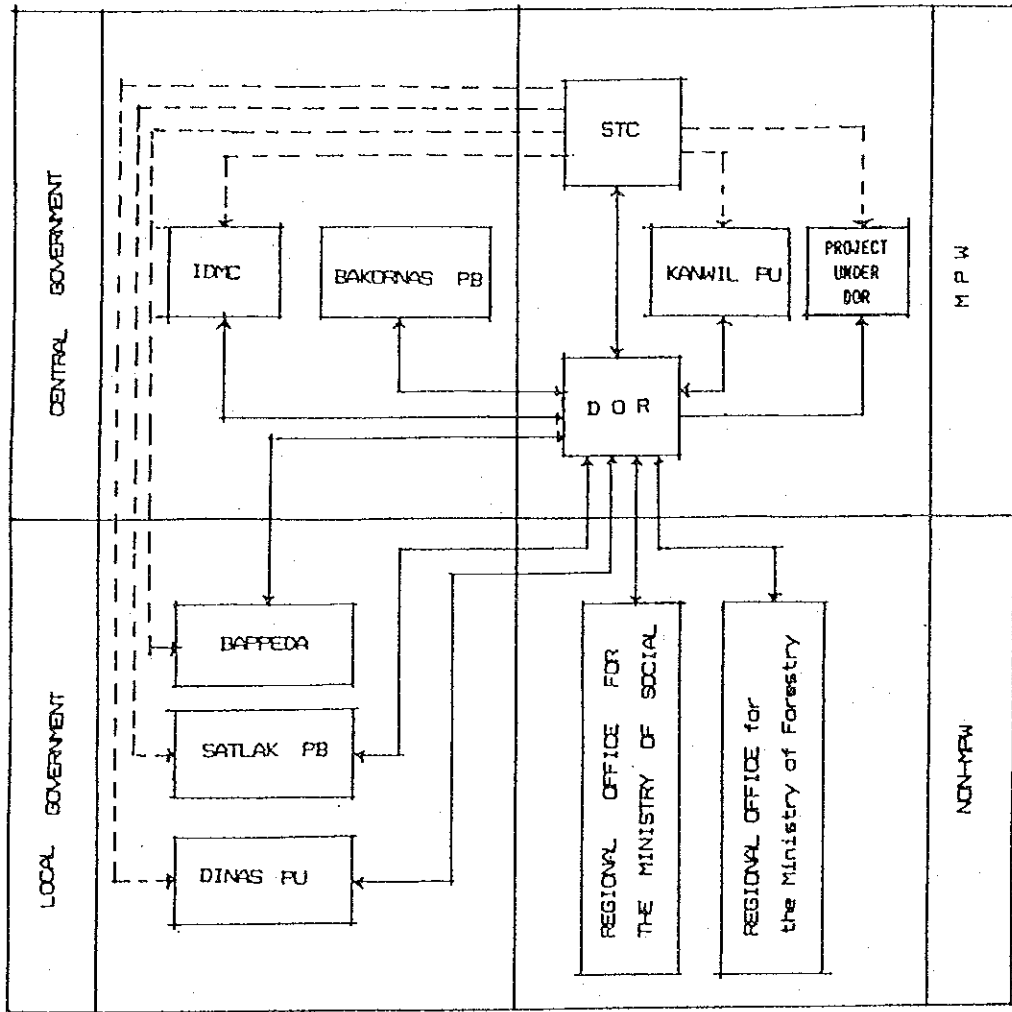 CENTRAL GOVERNMENT
STC
IDMC
BAKORNAS PB
KANWIL PU
PROJECT
UNDER
DOR
M P W
D O R
LOCAL GOVERNMENT
BAPPEDA
SATLAK PB
DINAS PU
REGIONAL OFFICE FOR
THE MINISTRY OF SOCIAL
REGIONAL OFFICE for
the Ministry of Forestry
NON-MPW